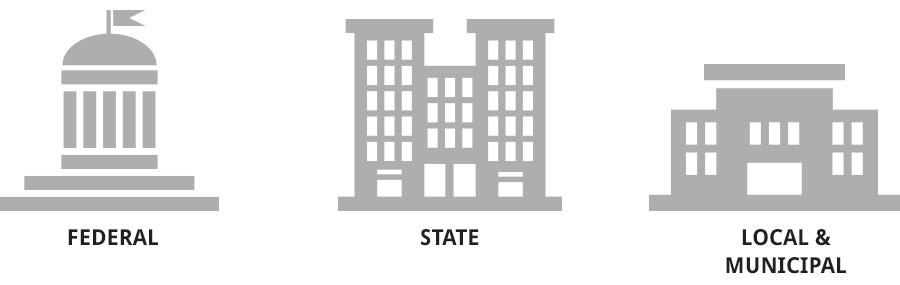 FEDERAL
STATE
LOCAL &
MUNICIPAL